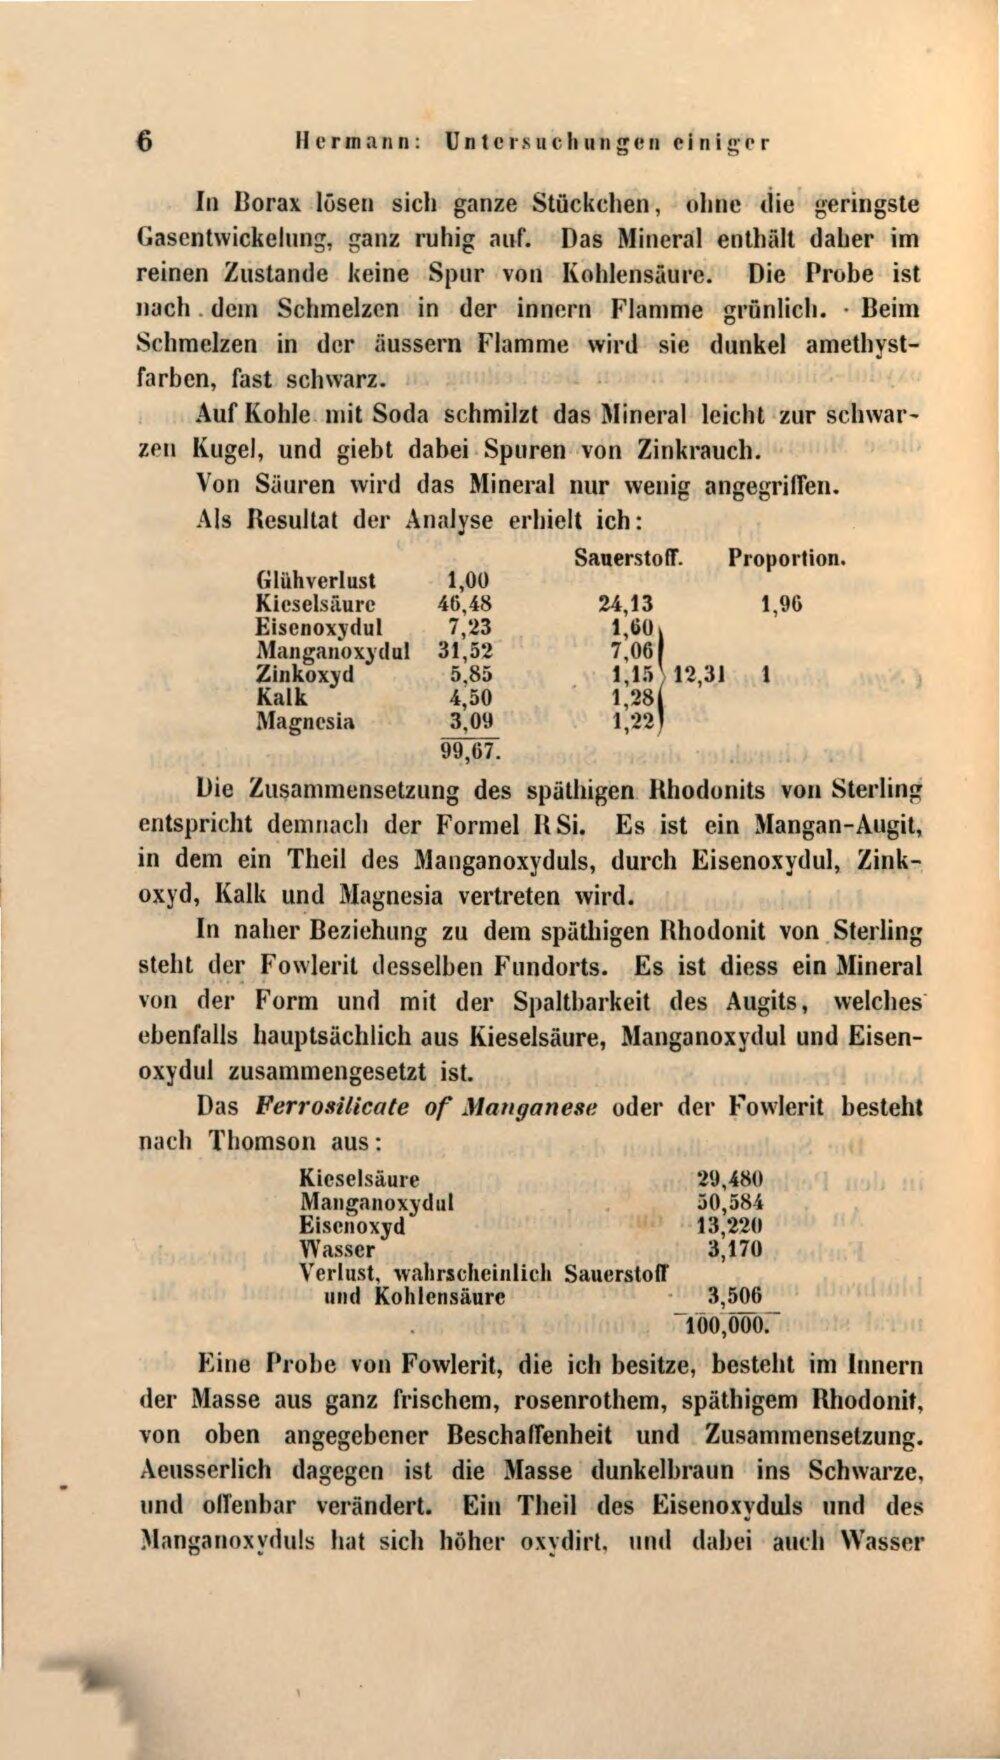 6 Hermann: Untersuchungen einiger
In Borax lösen sich ganze Stückchen, ohne die geringste
Gasentwickelung, ganz ruhig auf. Das Mineral enthält daher im
reinen Zustande keine Spur von Kohlensäure. Die Probe ist
nach dem Schmelzen in der innern Flamme grünlich. Beim
Schmelzen in der äussern Flamme wird sie dunkel amethyst-
farben, fast schwarz.
Auf Kohle mit Soda schmilzt das Mineral leicht zur schwar-
zen Kugel, und giebt dabei Spuren von Zinkrauch.
Von Säuren wird das Mineral nur wenig angegriffen.
Als Resultat der Analyse erhielt ich:
Sauerstoff. Proportion.
Glühverlust 1,00
Kieselsäure 46,48 24,13 1,96
Eisenoxydul 7,23 1,60
Manganoxydul 31,52 7,06
Zinkoxyd 5,85 1,15 12,31 1
Kalk 4,50 1,28
Magnesia 3,09 1,22
99,67.
Die Zusammensetzung des späthigen Rhodonits von Sterling
entspricht demnach der Formel R Si. Es ist ein Mangan-Augit,
in dem ein Theil des Manganoxyduls, durch Eisenoxydul, Zink-
oxyd, Kalk und Magnesia vertreten wird.
In naher Beziehung zu dem späthigen Rhodonit von Sterling
steht der Fowlerit desselben Fundorts. Es ist diess ein Mineral
von der Form und mit der Spaltbarkeit des Augits, welches
ebenfalls hauptsächlich aus Kieselsäure, Manganoxydul und Eisen-
oxydul zusammengesetzt ist.
Das Ferrosilicate of Manganese oder der Fowlerit besteht
nach Thomson aus:
Kieselsäure 29,480
Manganoxydul 50,584
Eisenoxyd 13,220
Wasser 3,170
Verlust, wahrscheinlich Sauerstoff
und Kohlensäure 3,506
100,000.
Eine Probe von Fowlerit, die ich besitze, besteht im Innern
der Masse aus ganz frischem, rosenrothem, späthigem Rhodonit,
von oben angegebener Beschaffenheit und Zusammensetzung.
Aeusserlich dagegen ist die Masse dunkelbraun ins Schwarze,
und offenbar verändert. Ein Theil des Eisenoxyduls und des
Manganoxyduls hat sich höher oxydirt, und dabei auch Wasser